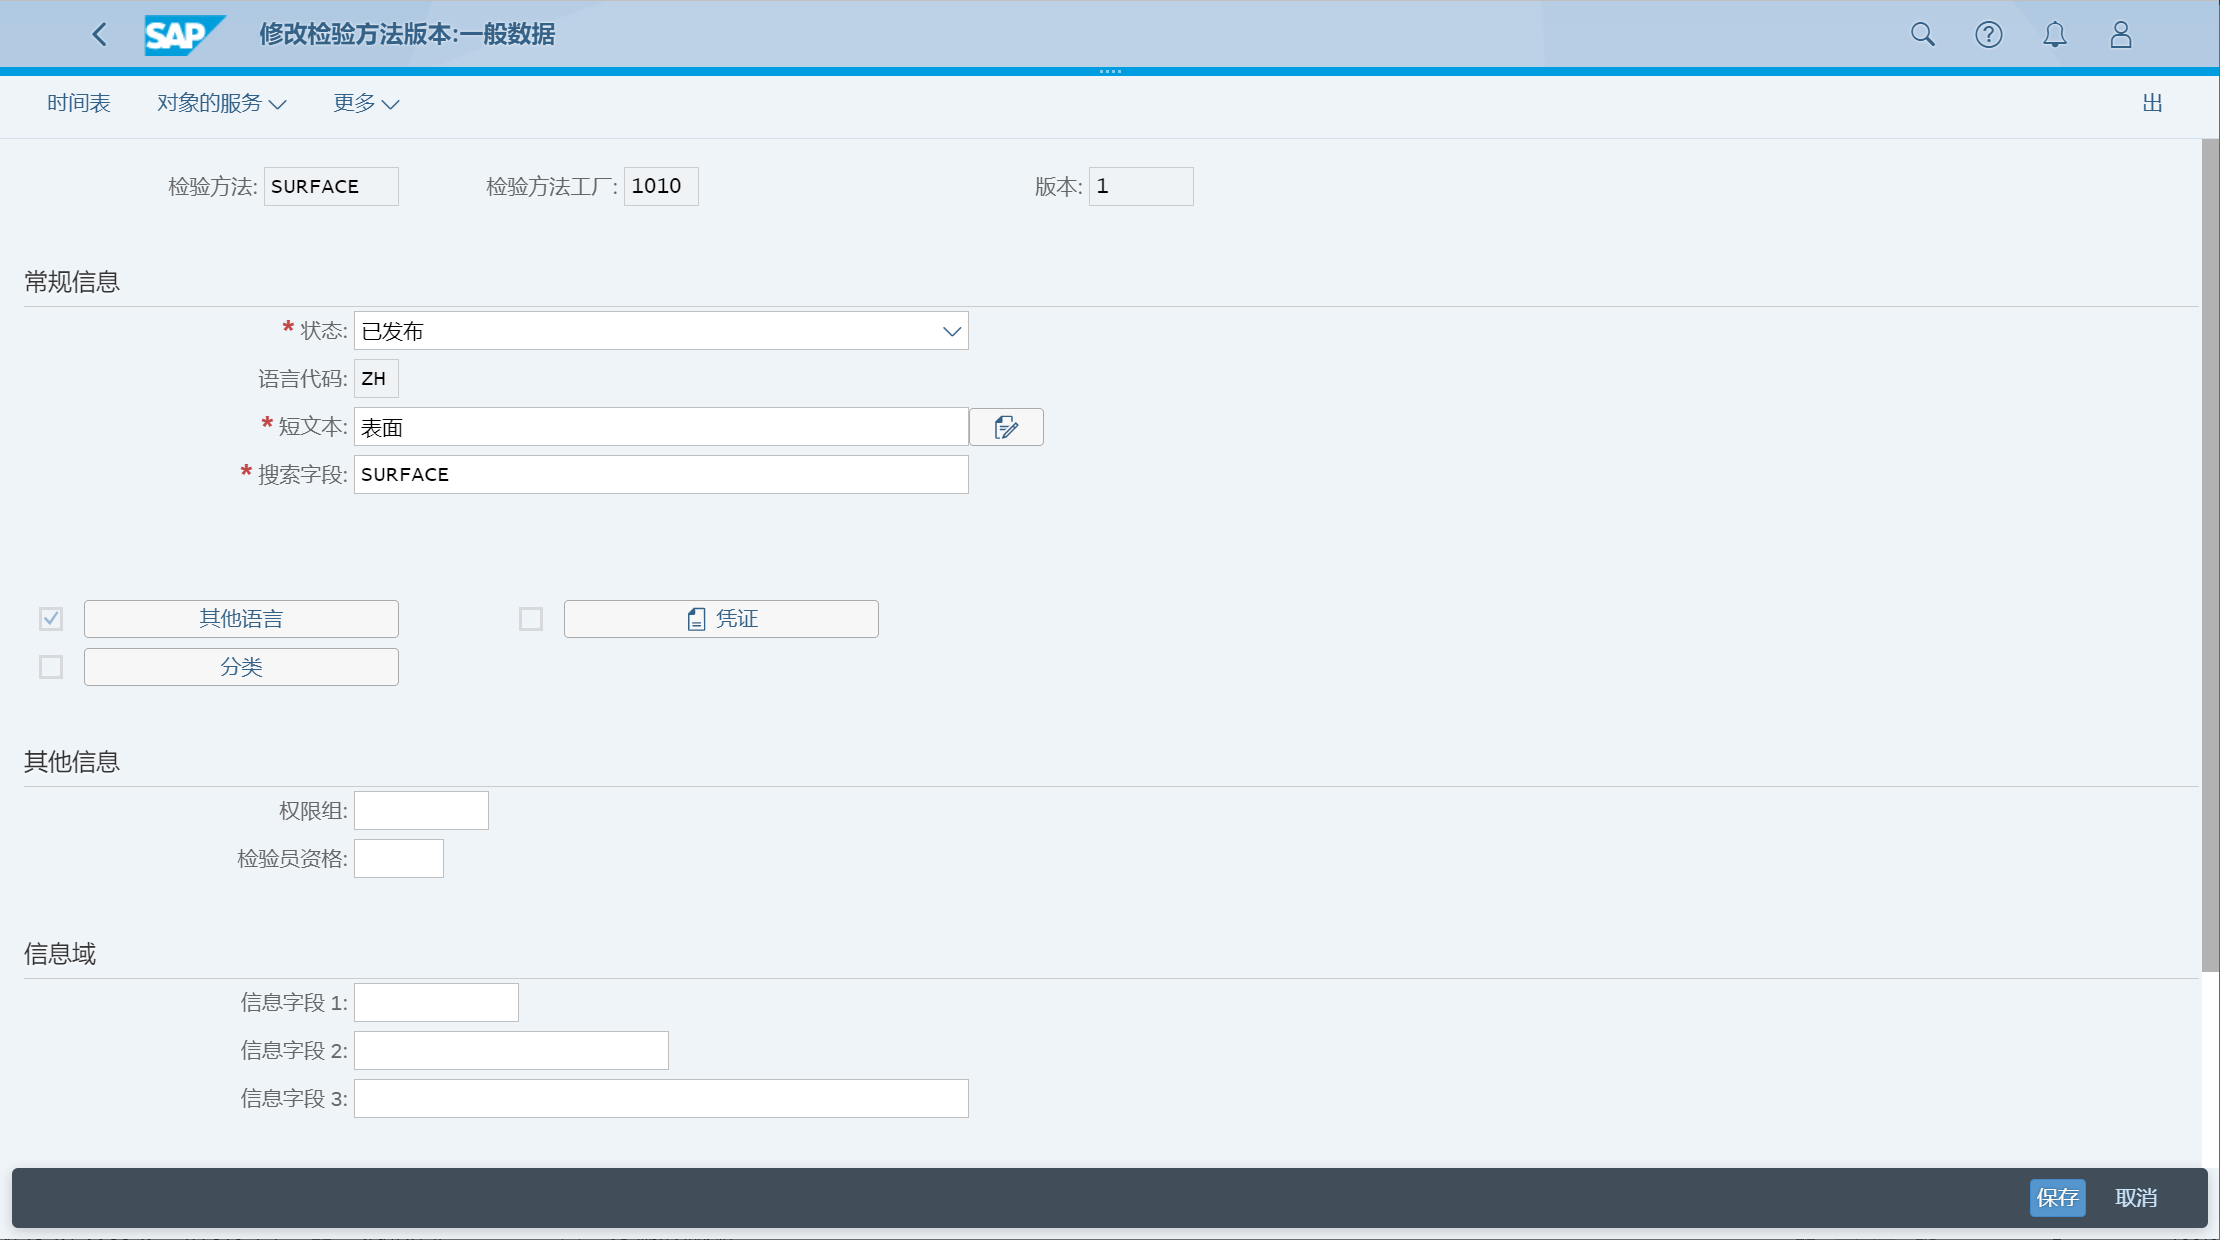 SAP 修改检验方法版本:一般数据
时间表 对象的服务 更多 出
检验方法: SURFACE 检验方法工厂: 1010 版本: 1
常规信息
* 状态: 已发布
语言代码: ZH
* 短文本: 表面
* 搜索字段: SURFACE
其他语言 凭证
分类
其他信息
权限组:
检验员资格:
信息域
信息字段 1:
信息字段 2:
信息字段 3:
保存 取消